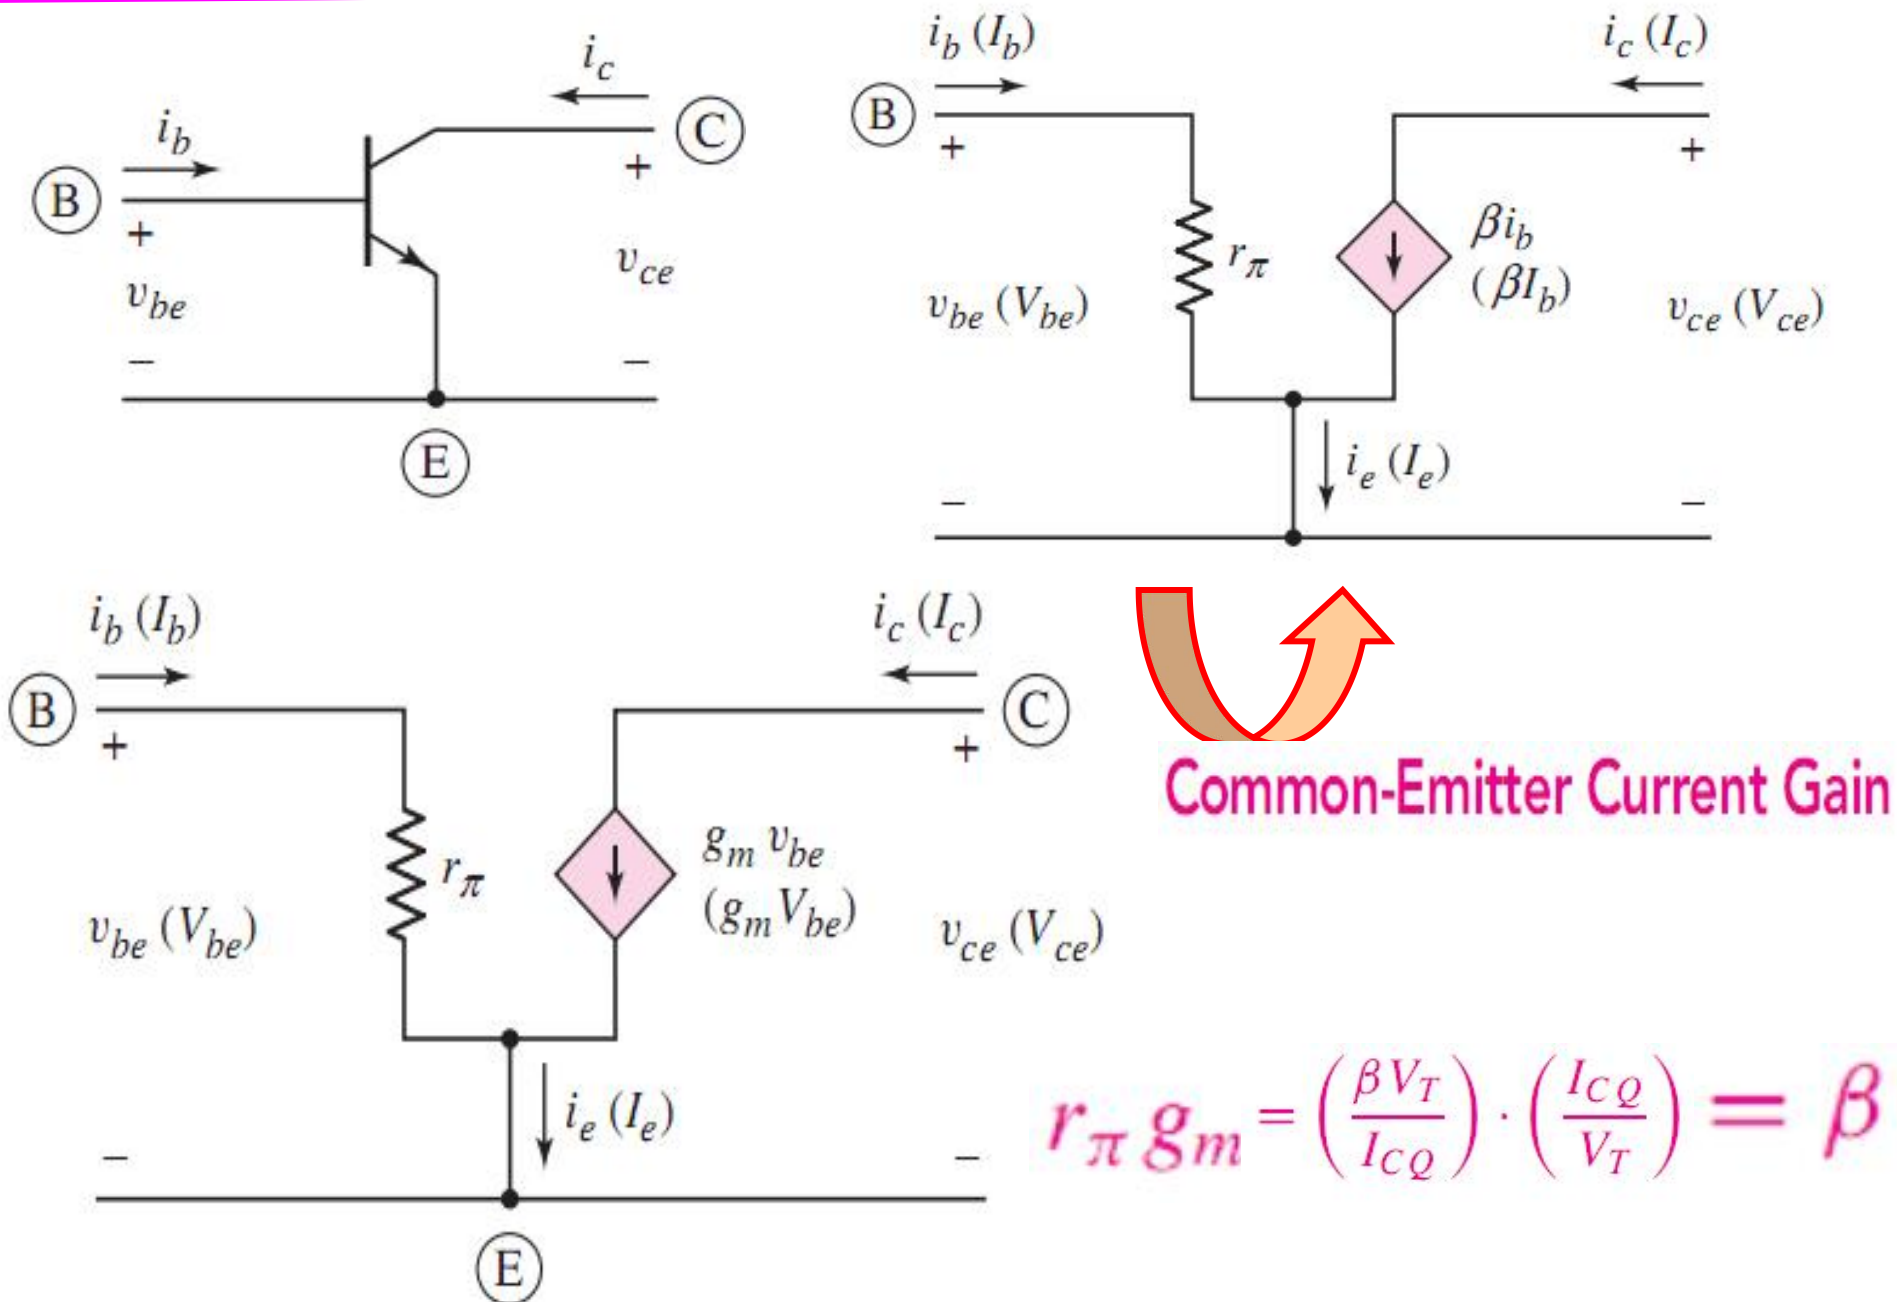 i_c
i_b
B
C
+
+
v_be
v_ce
−
−
E
i_b (I_b)
i_c (I_c)
B
+
+
r_π
βi_b
(βI_b)
v_be (V_be)
v_ce (V_ce)
i_e (I_e)
−
−
i_b (I_b)
i_c (I_c)
B
C
+
+
r_π
g_m v_be
(g_m V_be)
v_be (V_be)
v_ce (V_ce)
i_e (I_e)
−
−
E
Common-Emitter Current Gain
r_π g_m = (βV_T / I_CQ) · (I_CQ / V_T) = β